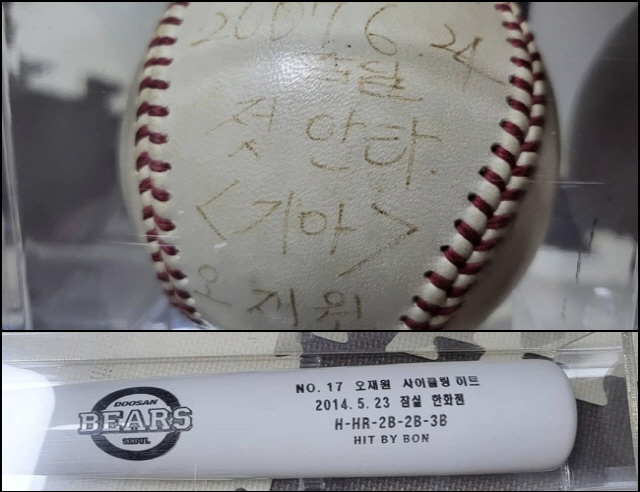 2007 6. 24
첫 안타.
<기아>
오재원
DOOSAN
BEARS
SEOUL
NO. 17 오재원 사이클링 히트
2014. 5. 23 잠실 한화전
H-HR-2B-2B-3B
HIT BY BON